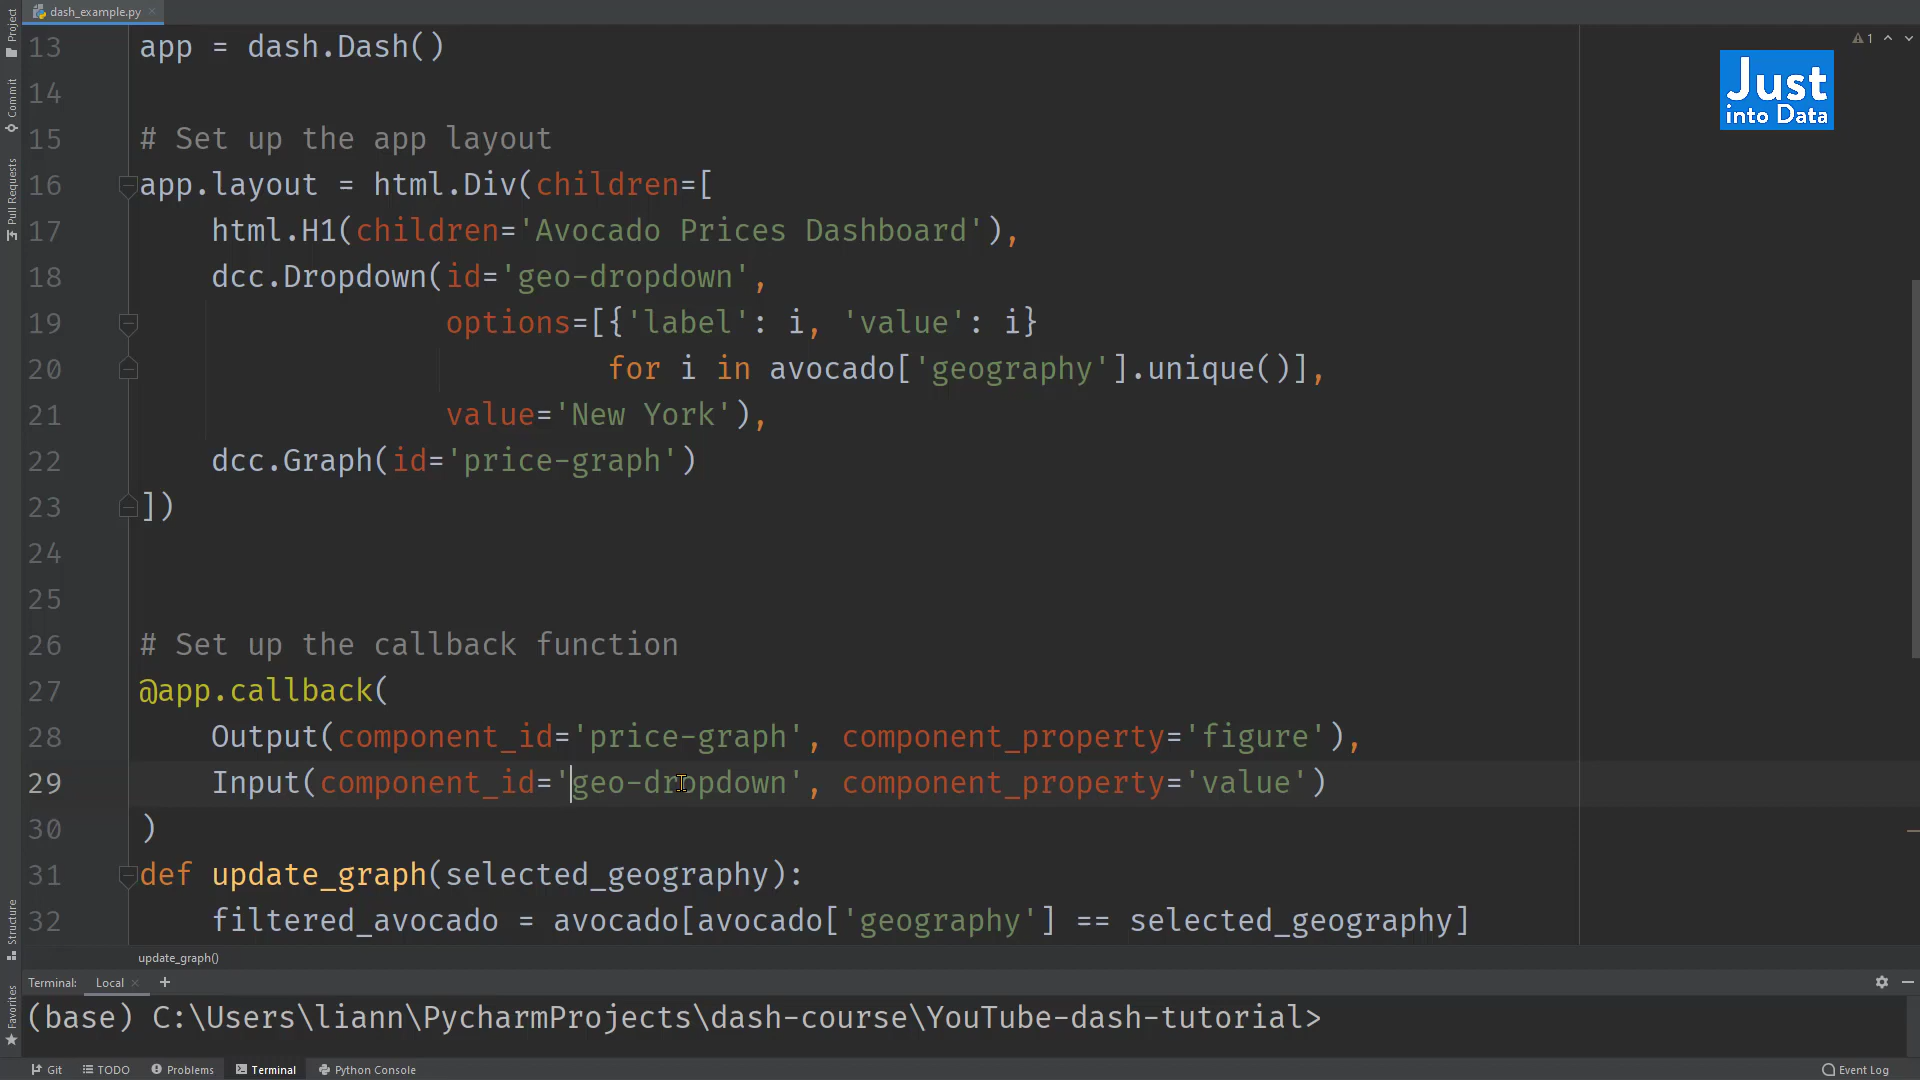 dash_example.py
Project
Commit
Pull Requests
Structure
Favorites
1
Just
into Data
13 app = dash.Dash()
14
15 # Set up the app layout
16 app.layout = html.Div(children=[
17     html.H1(children='Avocado Prices Dashboard'),
18     dcc.Dropdown(id='geo-dropdown',
19                  options=[{'label': i, 'value': i}
20                           for i in avocado['geography'].unique()],
21                  value='New York'),
22     dcc.Graph(id='price-graph')
23 ])
24
25
26 # Set up the callback function
27 @app.callback(
28     Output(component_id='price-graph', component_property='figure'),
29     Input(component_id='geo-dropdown', component_property='value')
30 )
31 def update_graph(selected_geography):
32     filtered_avocado = avocado[avocado['geography'] == selected_geography]
update_graph()
Terminal: Local +
(base) C:\Users\liann\PycharmProjects\dash-course\YouTube-dash-tutorial>
Git TODO Problems Terminal Python Console Event Log